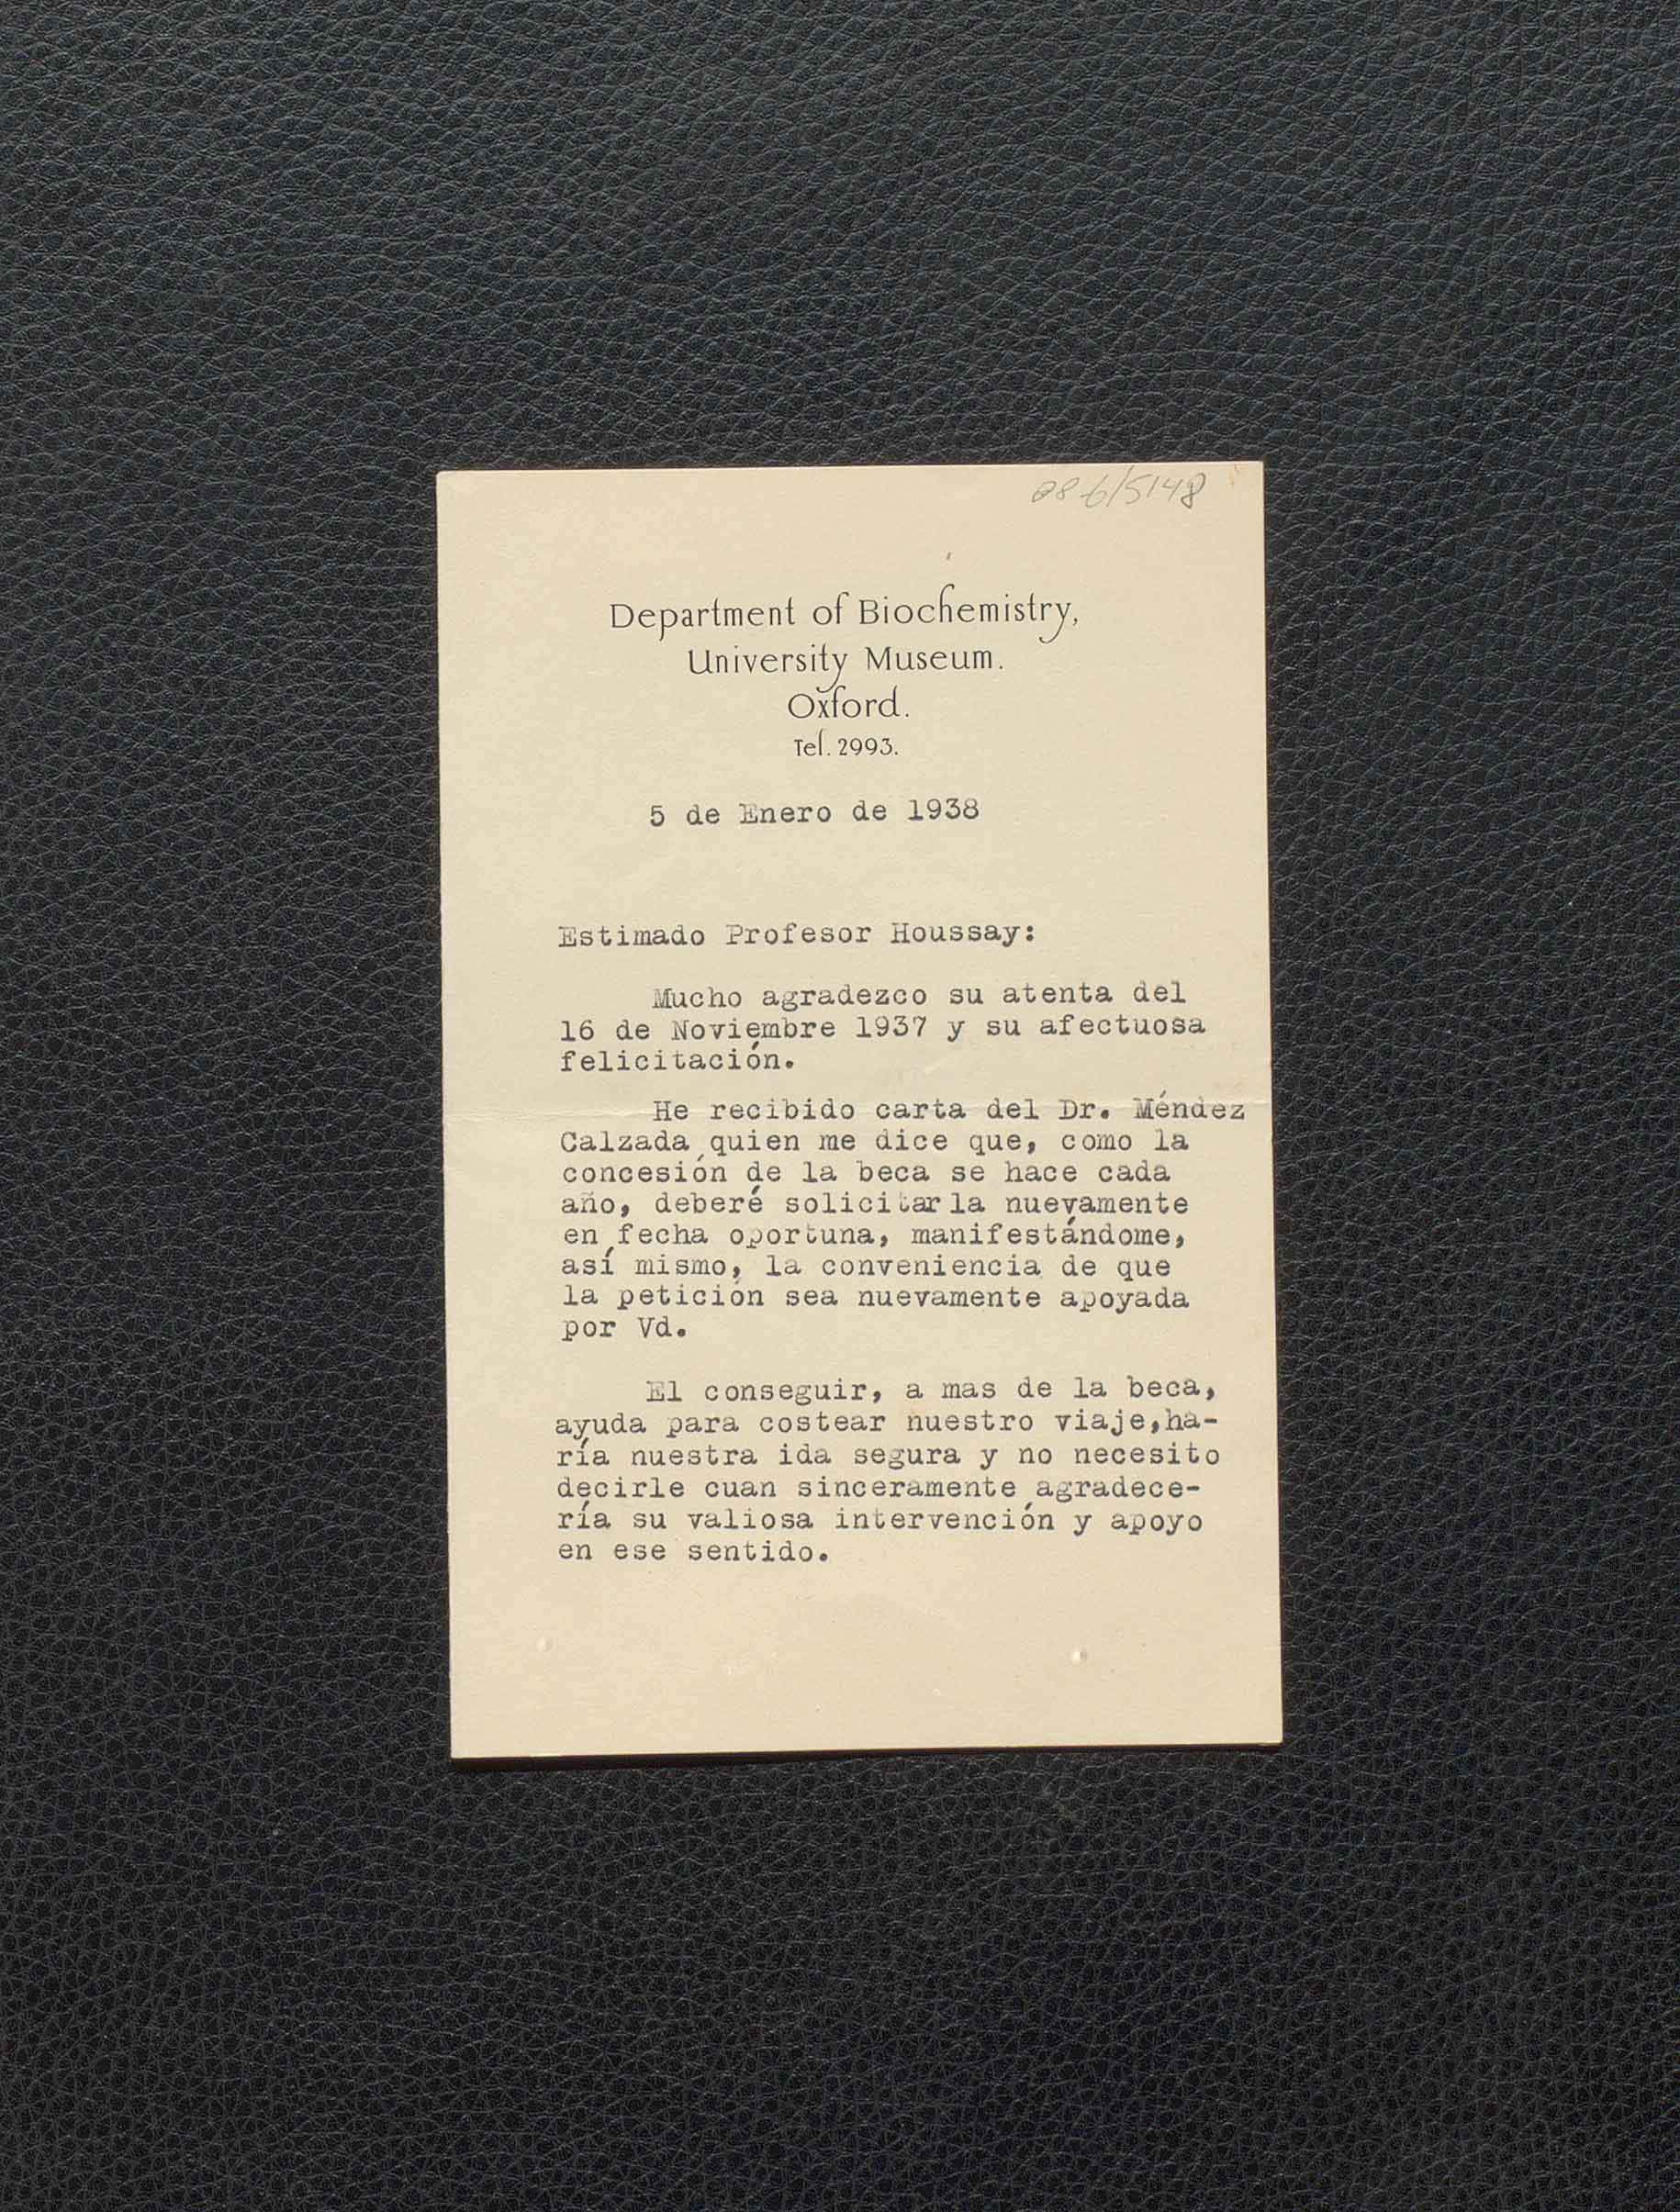 08-6/5148
Department of Biochemistry,
University Museum.
Oxford.
Tel. 2993.
5 de Enero de 1938
Estimado Profesor Houssay:
Mucho agradezco su atenta del
16 de Noviembre 1937 y su afectuosa
felicitación.
He recibido carta del Dr. Méndez
Calzada quien me dice que, como la
concesión de la beca se hace cada
año, deberé solicitarla nuevamente
en fecha oportuna, manifestándome,
así mismo, la conveniencia de que
la petición sea nuevamente apoyada
por Vd.
El conseguir, a mas de la beca,
ayuda para costear nuestro viaje,ha-
ría nuestra ida segura y no necesito
decirle cuan sinceramente agradece-
ría su valiosa intervención y apoyo
en ese sentido.